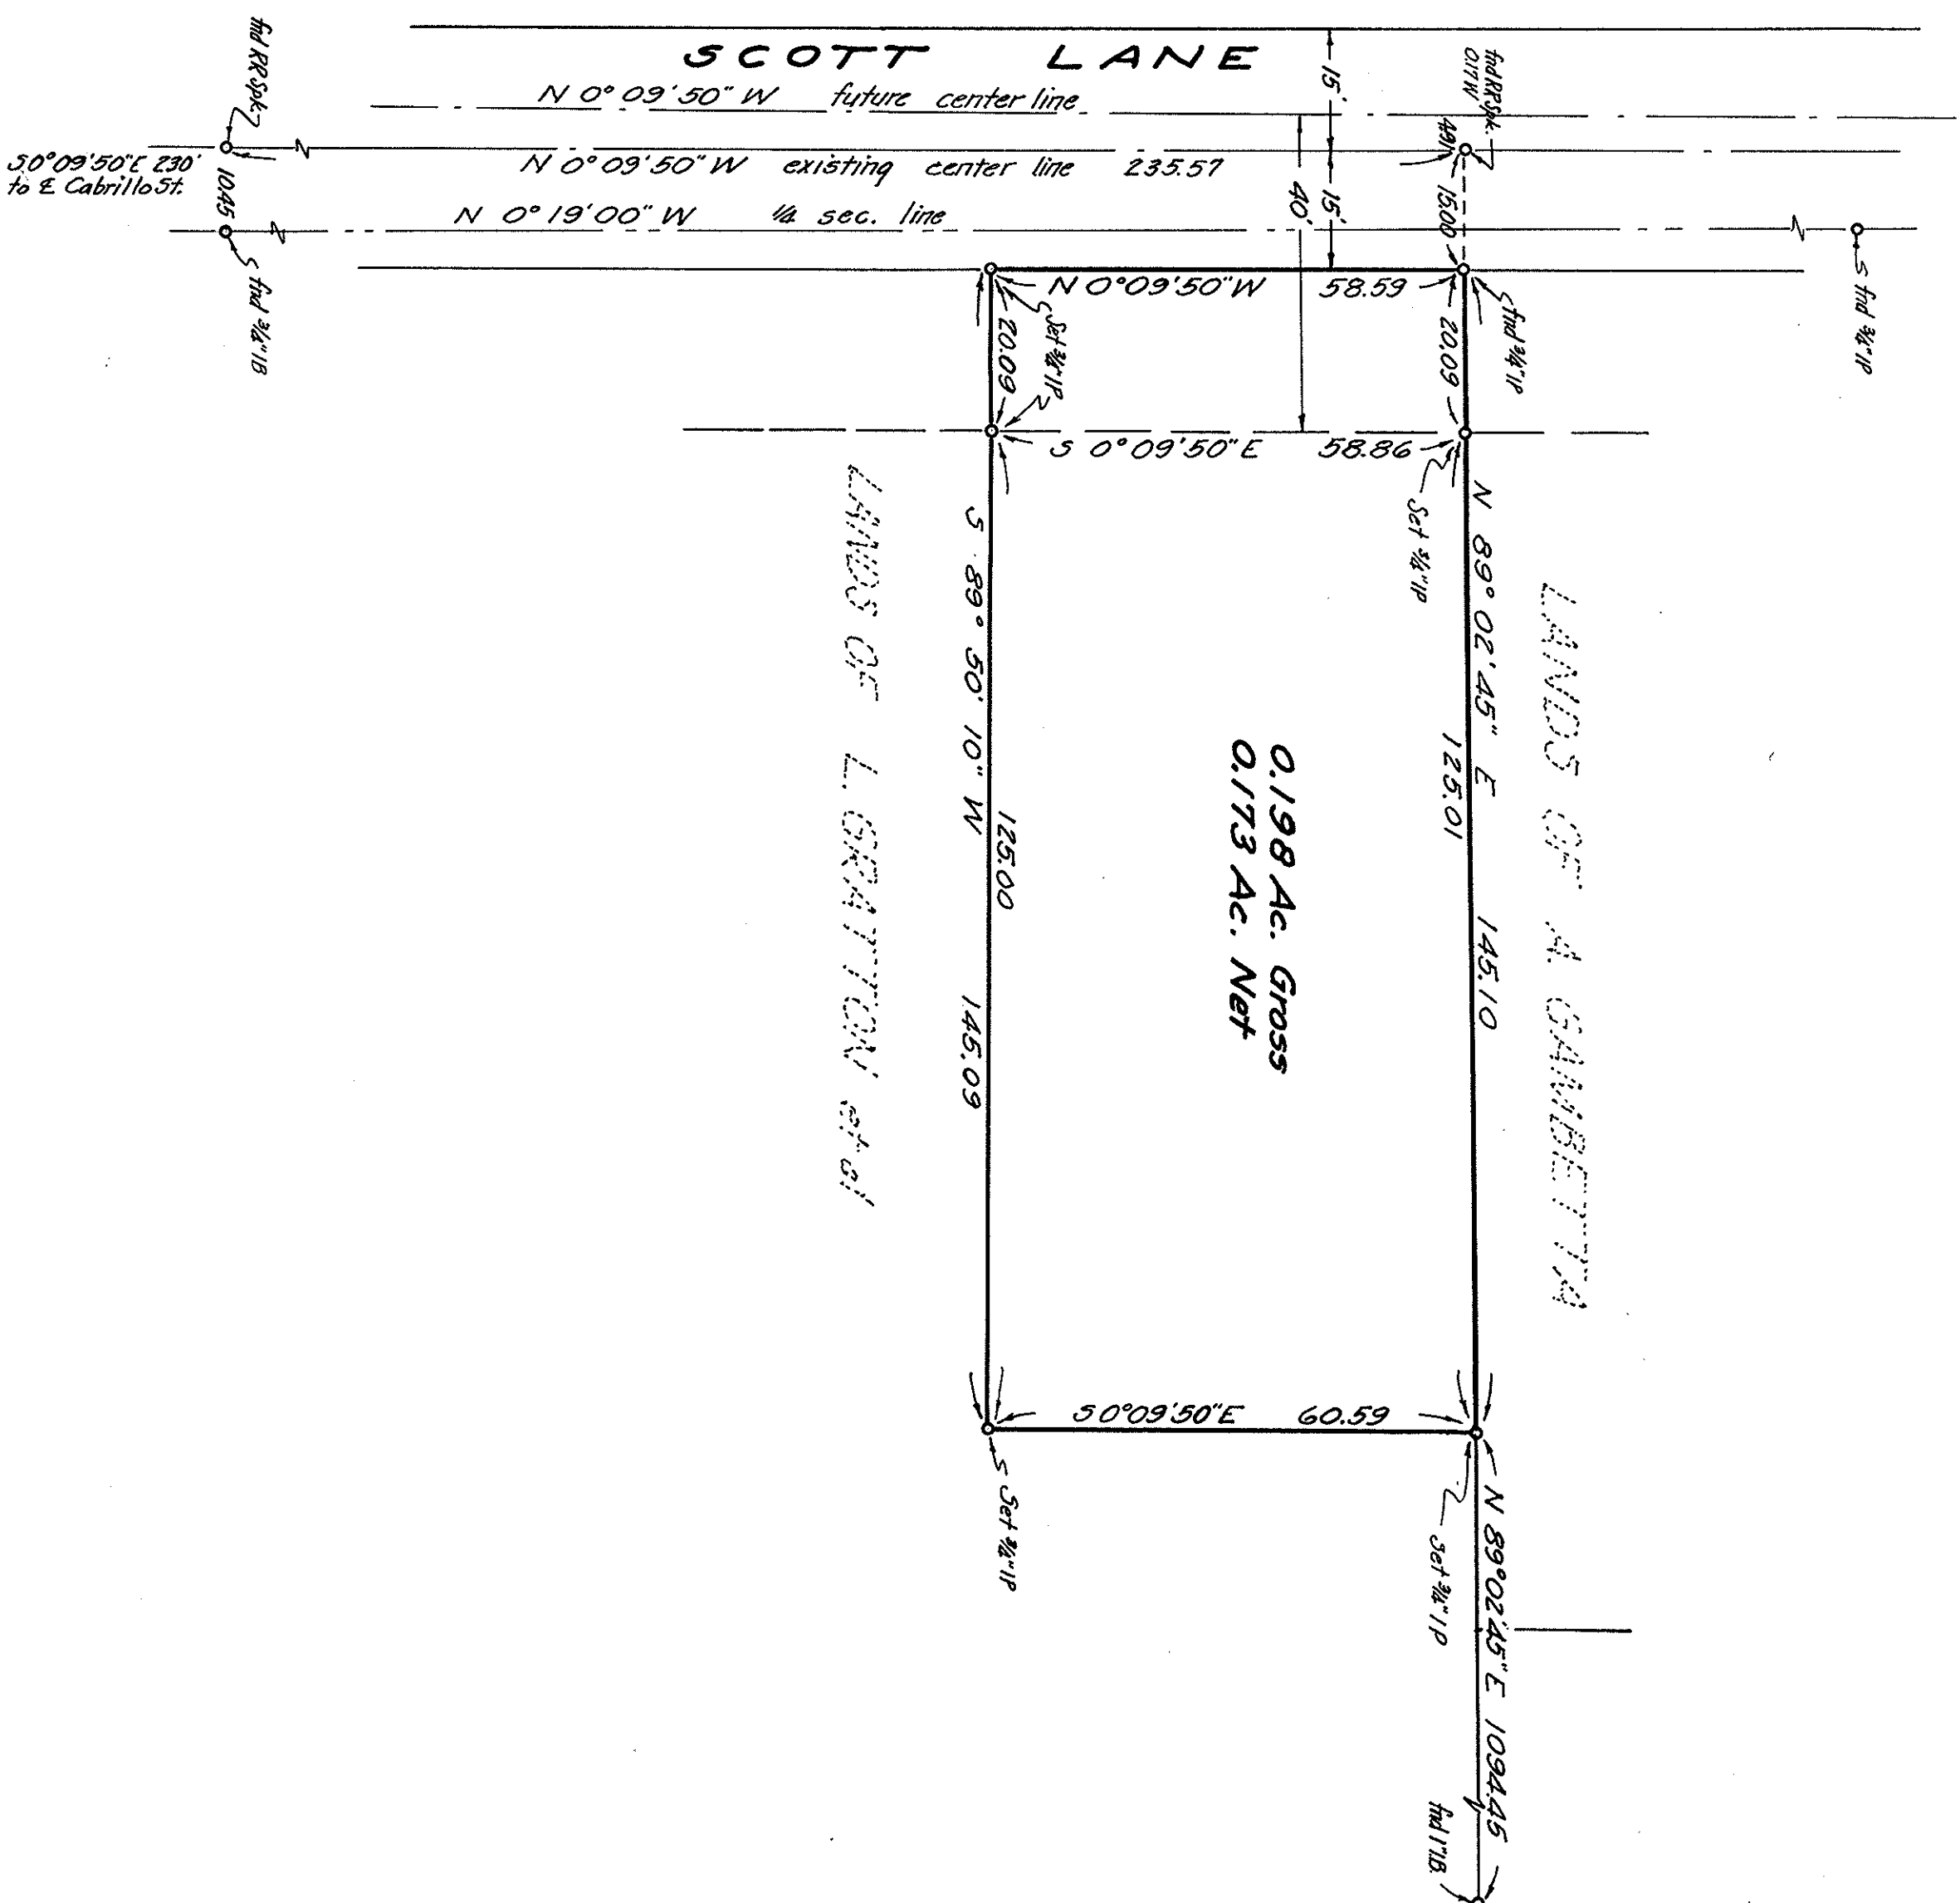 SCOTT LANE
N 0° 09' 50" W future center line
15'
fnd RR Spk.
0.17 W
fnd RR Spk.
S 0° 09' 50" E 230'
to ℄ Cabrillo St.
N 0° 09' 50" W existing center line 235.57
10.45
N 0° 19' 00" W 1/4 sec. line
40'
15'
15.00
fnd 3/4" IB
fnd 3/4" IP
N 0° 09' 50" W 58.59
fnd 3/4" IP
20.09
Set 3/4" IP
20.09
S 0° 09' 50" E 58.86
Set 3/4" IP
LANDS OF L. GRATTON et al
S 89° 50' 10" W
125.00
145.09
0.198 Ac. Gross
0.173 Ac. Net
N 89° 02' 45" E
125.01
145.10
LANDS OF A GAMBETTA
S 0° 09' 50" E 60.59
Set 3/4" IP
Set 3/4" IP
N 89° 02' 45" E 1094.45
fnd 1" IB.